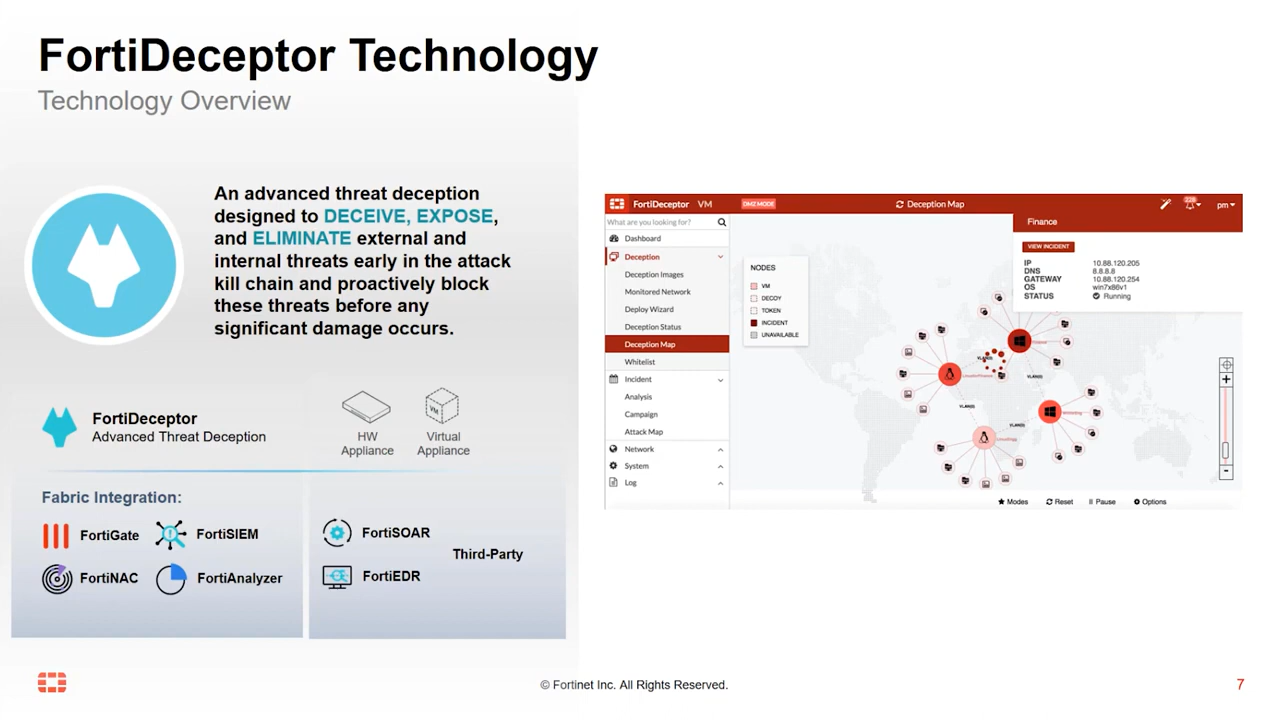 FortiDeceptor Technology
Technology Overview
An advanced threat deception
designed to DECEIVE, EXPOSE,
and ELIMINATE external and
internal threats early in the attack
kill chain and proactively block
these threats before any
significant damage occurs.
FortiDeceptor
Advanced Threat Deception
HW
Appliance
VM
Virtual
Appliance
Fabric Integration:
FortiGate
FortiSIEM
FortiNAC
FortiAnalyzer
FortiSOAR
FortiEDR
Third-Party
FortiDeceptor VM
DMZ MODE
Deception Map
228
pm
What are you looking for?
Dashboard
Deception
Deception Images
Monitored Network
Deploy Wizard
Deception Status
Deception Map
Whitelist
Incident
Analysis
Campaign
Attack Map
Network
System
Log
NODES
VM
DECOY
TOKEN
INCIDENT
UNAVAILABLE
Finance
VIEW INCIDENT
IP 10.88.120.205
DNS 8.8.8.8
GATEWAY 10.88.120.254
OS win7x86v1
STATUS Running
Modes
Reset
Pause
Options
© Fortinet Inc. All Rights Reserved.
7